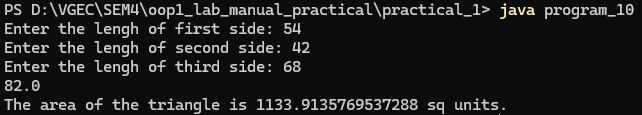 PS D:\VGEC\SEM4\oop1_lab_manual_practical\practical_1> java program_10
Enter the lengh of first side: 54
Enter the lengh of second side: 42
Enter the lengh of third side: 68
82.0
The area of the triangle is 1133.9135769537288 sq units.